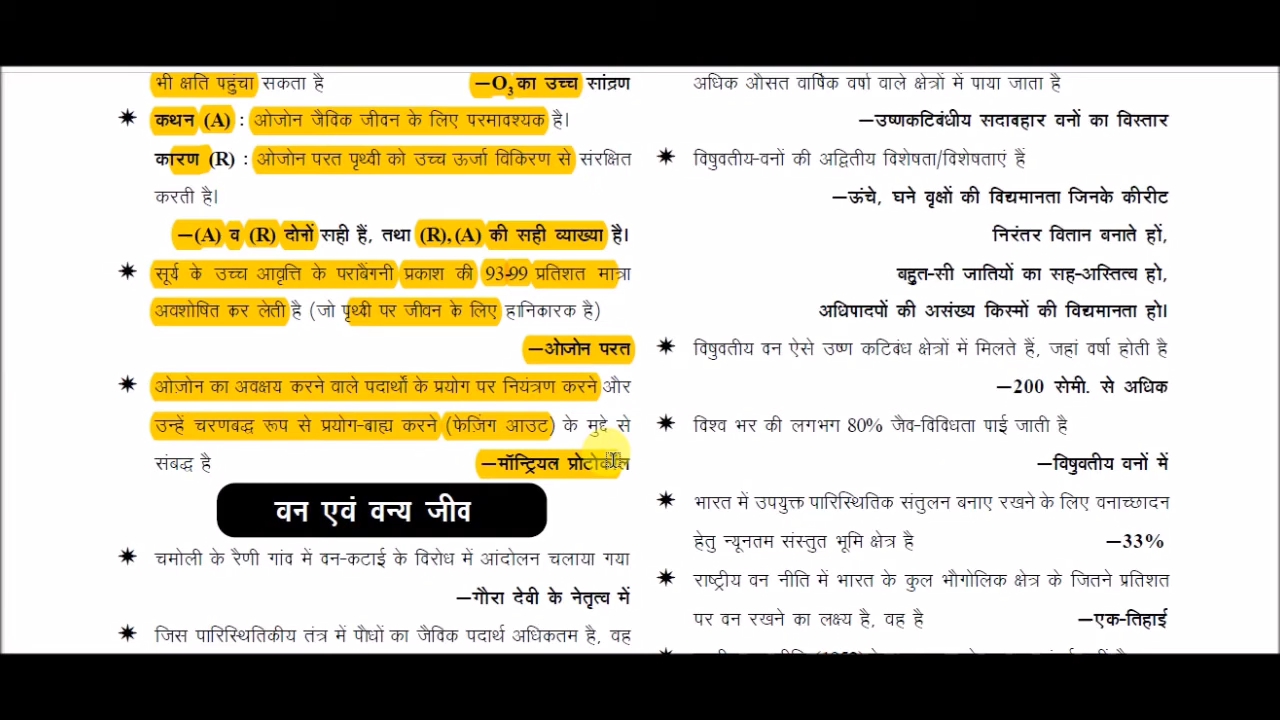 भी क्षति पहुंचा सकता है —O3 का उच्च सांद्रण
* कथन (A) : ओजोन जैविक जीवन के लिए परमावश्यक है।
कारण (R) : ओजोन परत पृथ्वी को उच्च ऊर्जा विकिरण से संरक्षित
करती है।
—(A) व (R) दोनों सही हैं, तथा (R), (A) की सही व्याख्या है।
* सूर्य के उच्च आवृत्ति के पराबैंगनी प्रकाश की 93-99 प्रतिशत मात्रा
अवशोषित कर लेती है (जो पृथ्वी पर जीवन के लिए हानिकारक है)
—ओजोन परत
* ओज़ोन का अवक्षय करने वाले पदार्थों के प्रयोग पर नियंत्रण करने और
उन्हें चरणबद्ध रूप से प्रयोग-बाह्य करने (फेज़िंग आउट) के मुद्दे से
संबद्ध है —मॉन्ट्रियल प्रोटोकॉल
वन एवं वन्य जीव
* चमोली के रैणी गांव में वन-कटाई के विरोध में आंदोलन चलाया गया
—गौरा देवी के नेतृत्व में
* जिस पारिस्थितिकीय तंत्र में पौधों का जैविक पदार्थ अधिकतम है, वह
अधिक औसत वार्षिक वर्षा वाले क्षेत्रों में पाया जाता है
—उष्णकटिबंधीय सदाबहार वनों का विस्तार
* विषुवतीय-वनों की अद्वितीय विशेषता/विशेषताएं हैं
—ऊंचे, घने वृक्षों की विद्यमानता जिनके कीरीट
निरंतर वितान बनाते हों,
बहुत-सी जातियों का सह-अस्तित्व हो,
अधिपादपों की असंख्य किस्मों की विद्यमानता हो।
* विषुवतीय वन ऐसे उष्ण कटिबंध क्षेत्रों में मिलते हैं, जहां वर्षा होती है
—200 सेमी. से अधिक
* विश्व भर की लगभग 80% जैव-विविधता पाई जाती है
—विषुवतीय वनों में
* भारत में उपयुक्त पारिस्थितिक संतुलन बनाए रखने के लिए वनाच्छादन
हेतु न्यूनतम संस्तुत भूमि क्षेत्र है —33%
* राष्ट्रीय वन नीति में भारत के कुल भौगोलिक क्षेत्र के जितने प्रतिशत
पर वन रखने का लक्ष्य है, वह है —एक-तिहाई